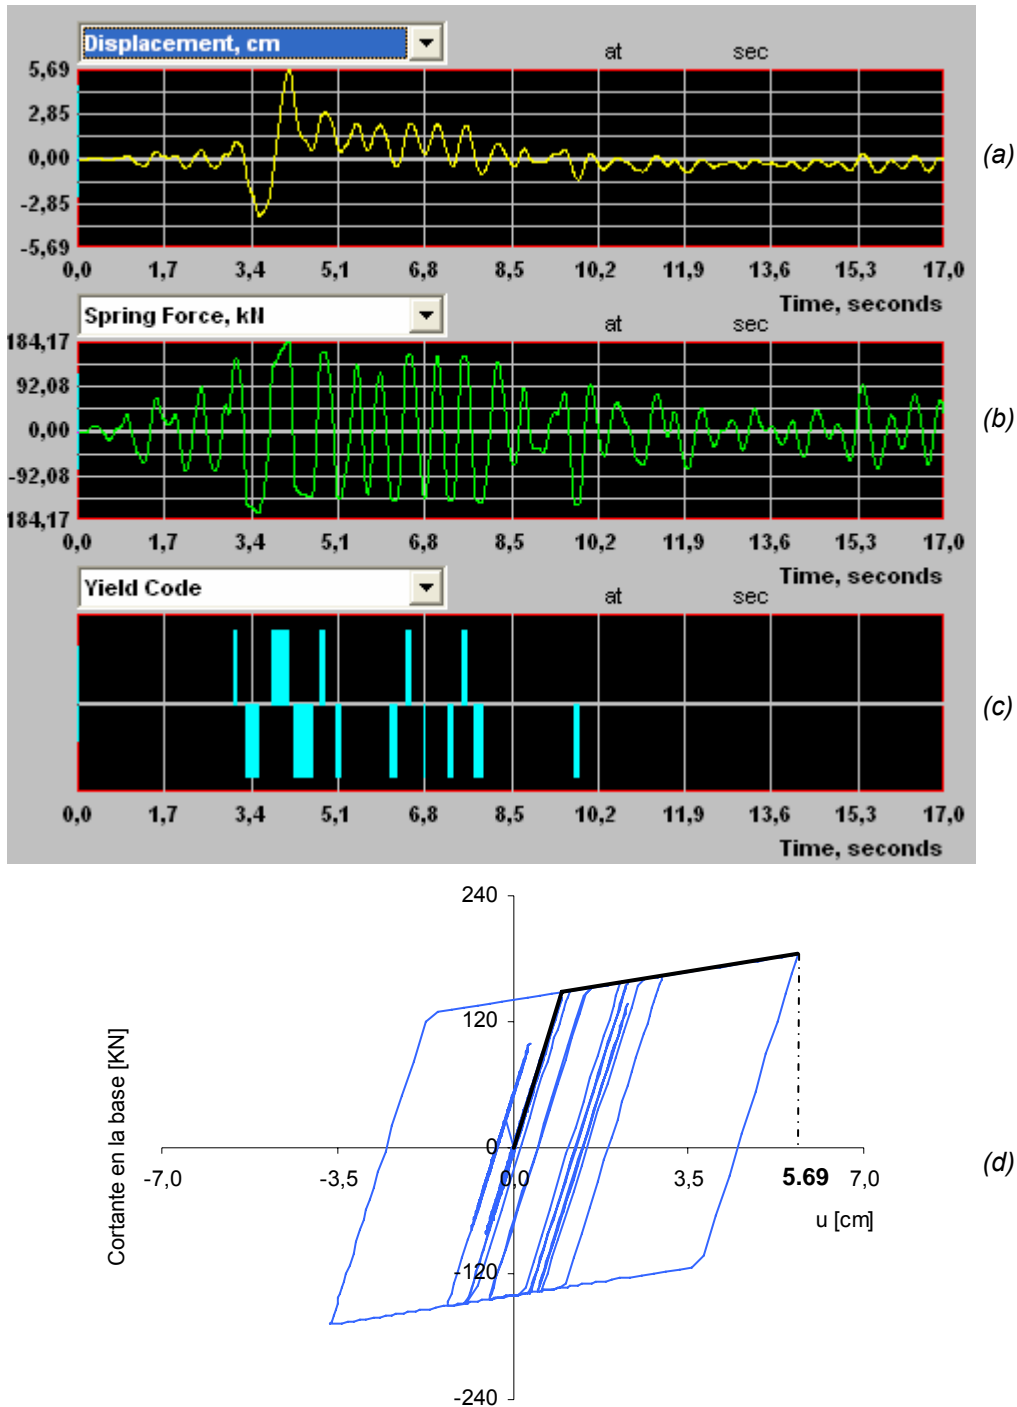 Displacement, cm
at sec
5,69
2,85
0,00
-2,85
-5,69
(a)
0,0 1,7 3,4 5,1 6,8 8,5 10,2 11,9 13,6 15,3 17,0
Time, seconds
Spring Force, kN
at sec
184,17
92,08
0,00
-92,08
184,17
(b)
0,0 1,7 3,4 5,1 6,8 8,5 10,2 11,9 13,6 15,3 17,0
Time, seconds
Yield Code
at sec
(c)
0,0 1,7 3,4 5,1 6,8 8,5 10,2 11,9 13,6 15,3 17,0
Time, seconds
240
120
0
-120
-240
Cortante en la base [KN]
-7,0 -3,5 0,0 3,5 5.69 7,0
u [cm]
(d)